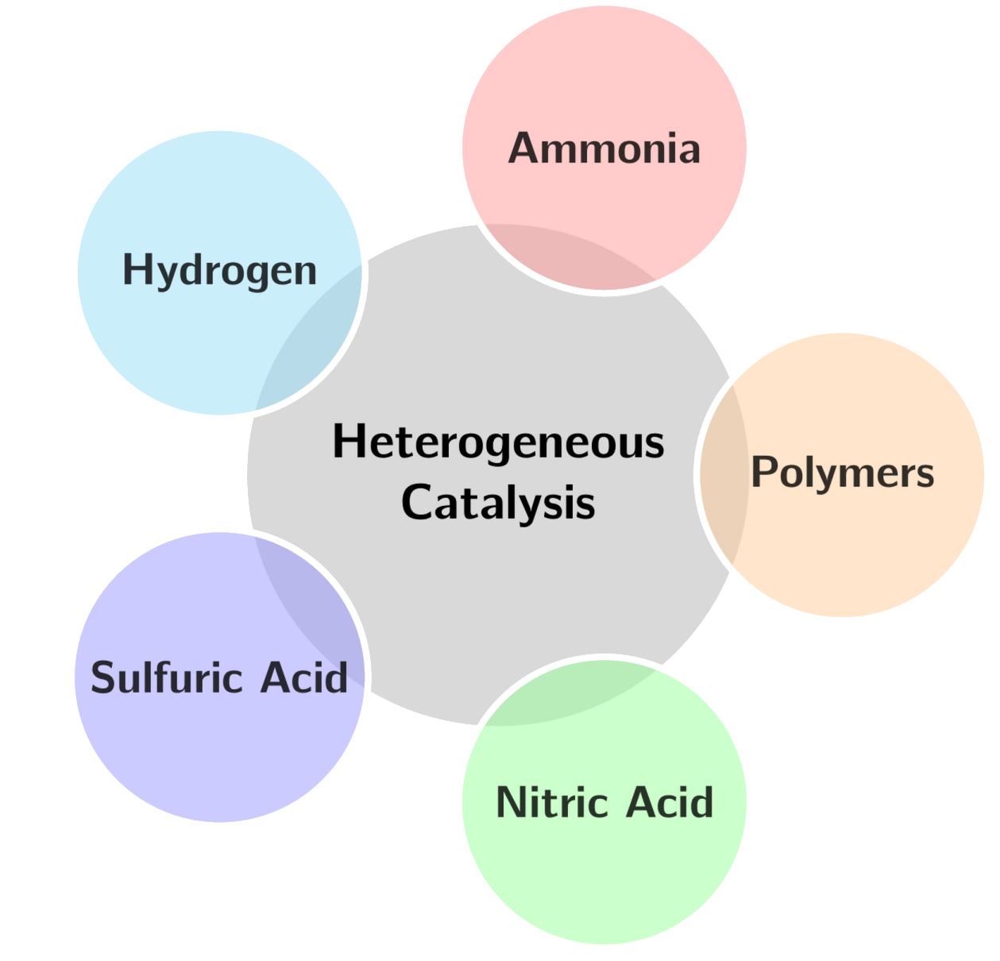 Ammonia
Hydrogen
Heterogeneous
Catalysis
Polymers
Sulfuric Acid
Nitric Acid